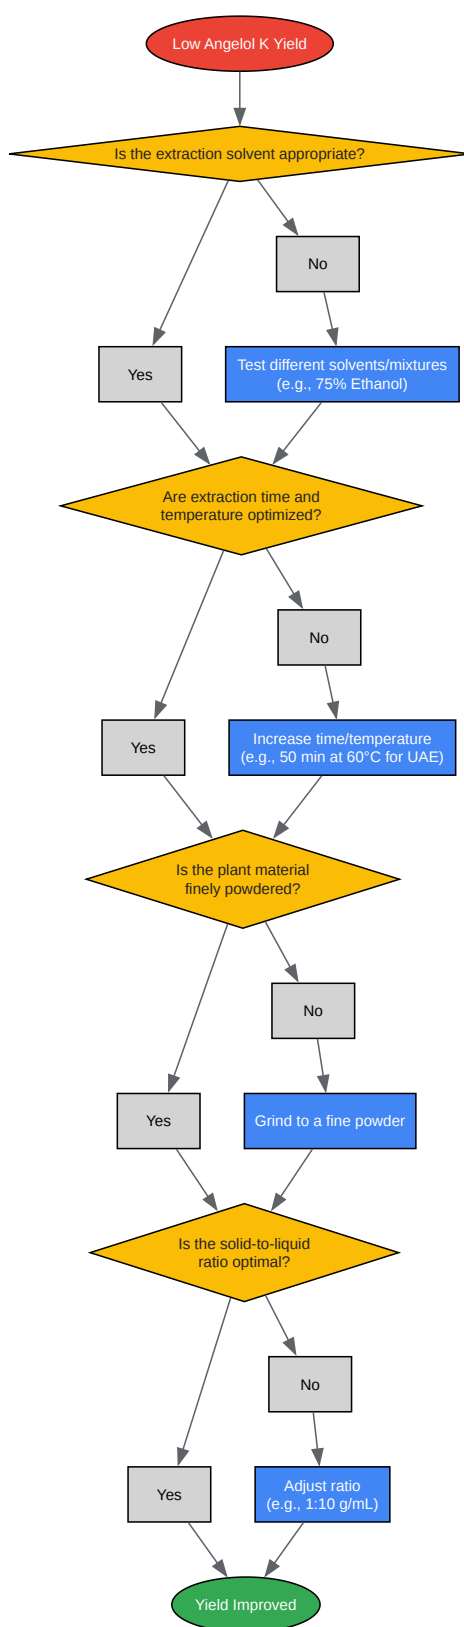 Low Angelol K Yield
Is the extraction solvent appropriate?
No
Yes
Test different solvents/mixtures
(e.g., 75% Ethanol)
Are extraction time and
temperature optimized?
No
Yes
Increase time/temperature
(e.g., 50 min at 60°C for UAE)
Is the plant material
finely powdered?
No
Yes
Grind to a fine powder
Is the solid-to-liquid
ratio optimal?
No
Yes
Adjust ratio
(e.g., 1:10 g/mL)
Yield Improved